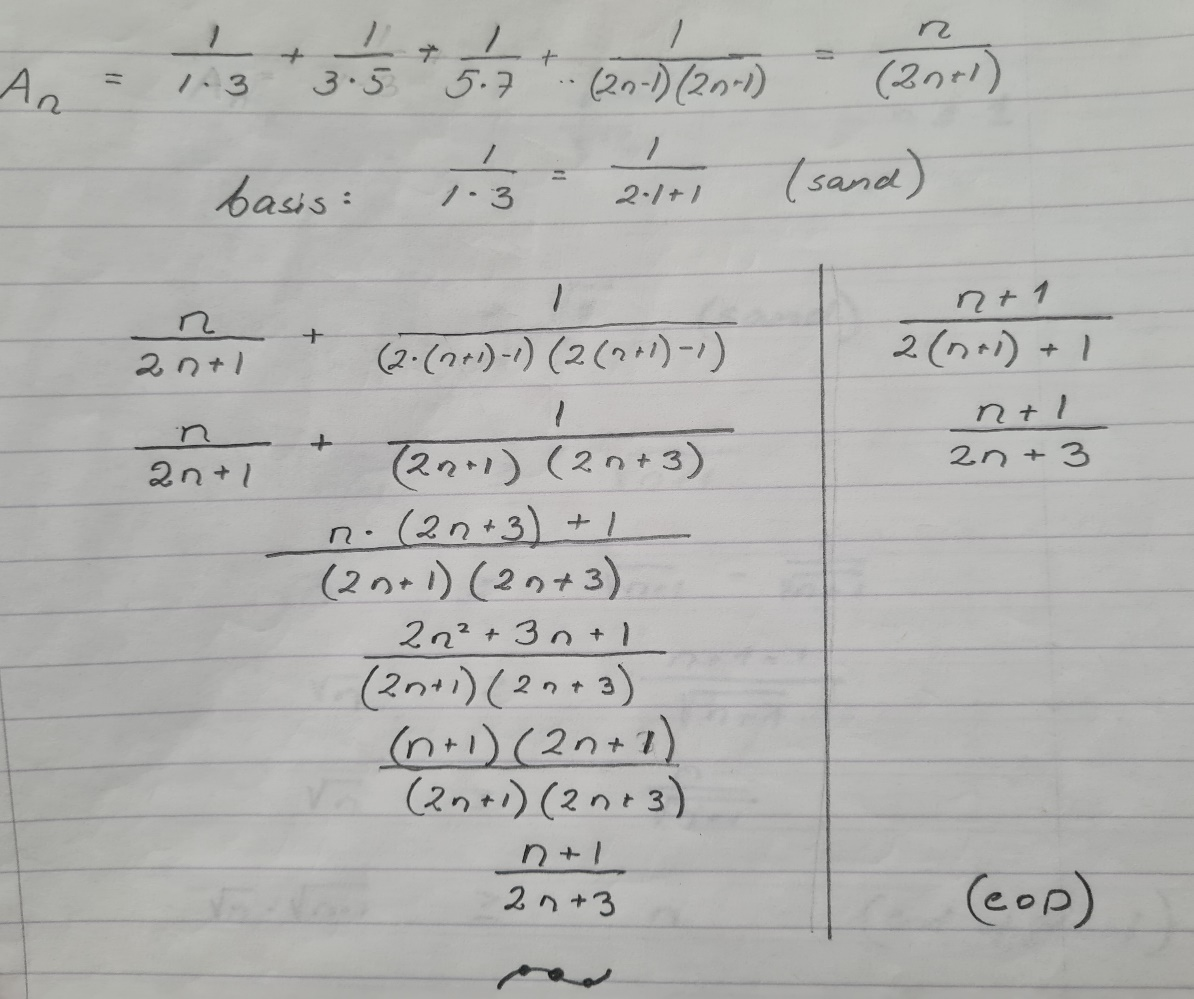 Aₙ = 1/(1·3) + 1/(3·5) + 1/(5·7) + .. 1/((2n-1)(2n+1)) = n/(2n+1)
basis: 1/(1·3) = 1/(2·1+1) (sand)
n/(2n+1) + 1/((2·(n+1)-1)(2(n+1)-1)) | (n+1)/(2(n+1)+1)
n/(2n+1) + 1/((2n+1)(2n+3)) | (n+1)/(2n+3)
(n·(2n+3)+1)/((2n+1)(2n+3))
(2n²+3n+1)/((2n+1)(2n+3))
((n+1)(2n+1))/((2n+1)(2n+3))
(n+1)/(2n+3) (eop)